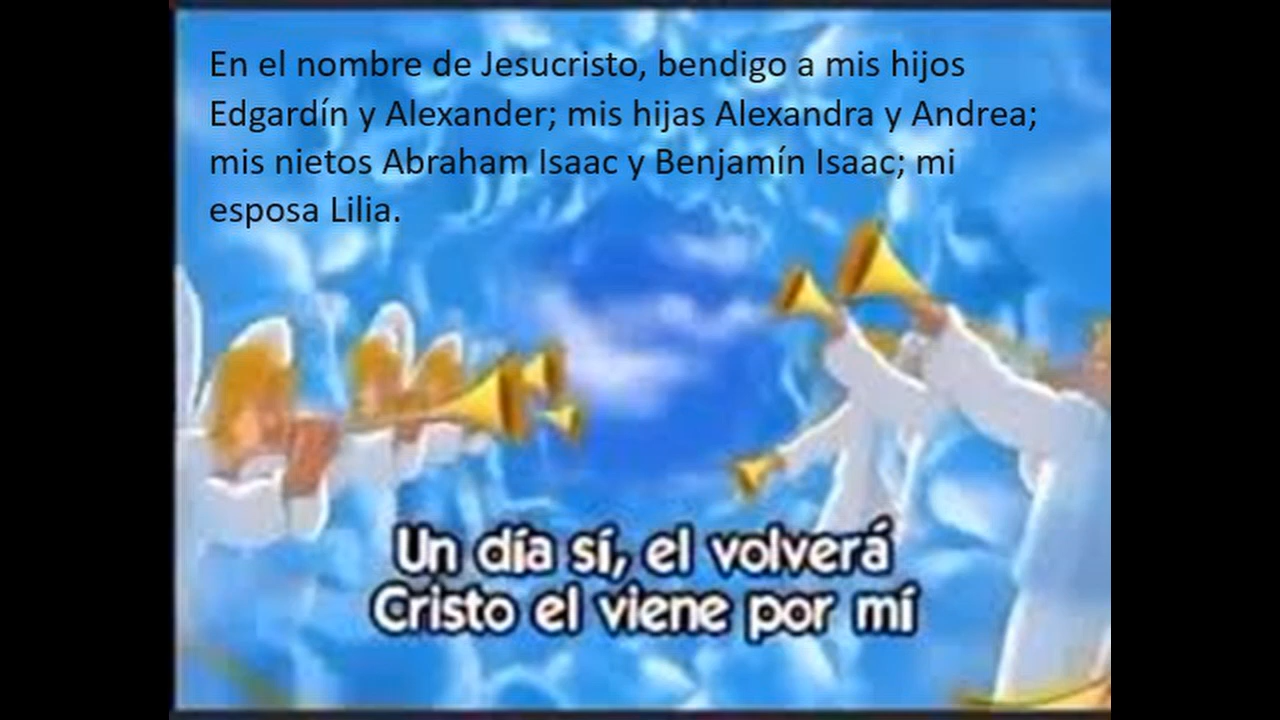 En el nombre de Jesucristo, bendigo a mis hijos
Edgardín y Alexander; mis hijas Alexandra y Andrea;
mis nietos Abraham Isaac y Benjamín Isaac; mi
esposa Lilia.
Un día sí, el volverá
Cristo el viene por mí